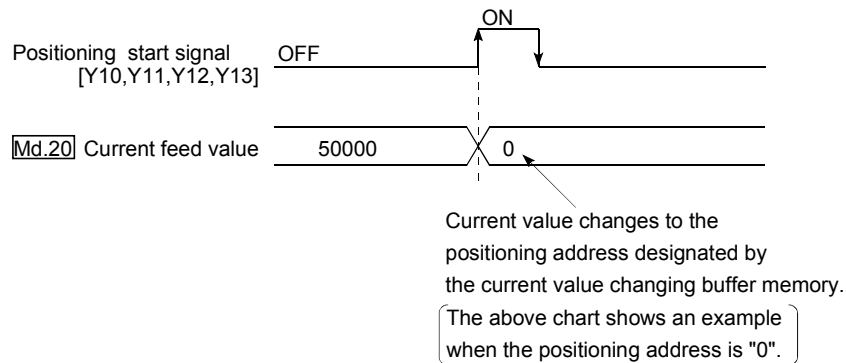 ON
Positioning start signal
OFF
[Y10,Y11,Y12,Y13]
Md.20 Current feed value
50000
0
Current value changes to the
positioning address designated by
the current value changing buffer memory.
The above chart shows an example
when the positioning address is "0".